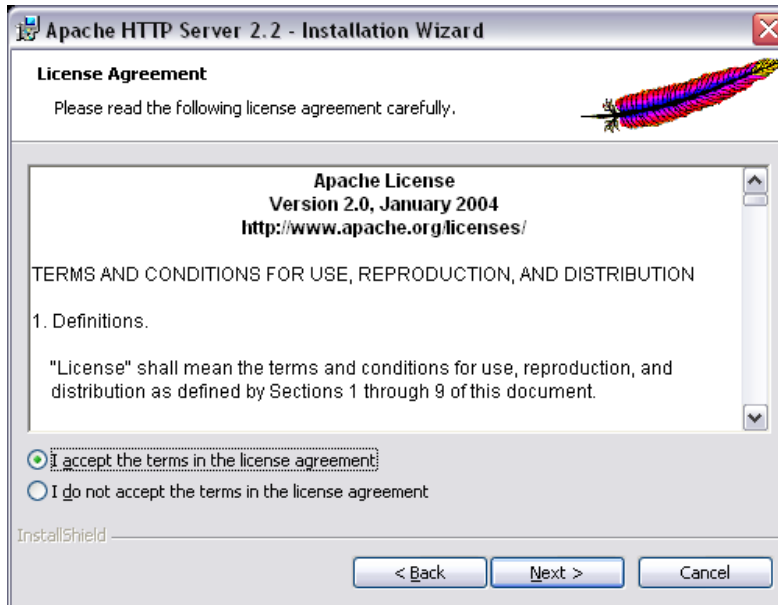 Apache HTTP Server 2.2 - Installation Wizard
License Agreement
Please read the following license agreement carefully.
Apache License
Version 2.0, January 2004
http://www.apache.org/licenses/
TERMS AND CONDITIONS FOR USE, REPRODUCTION, AND DISTRIBUTION
1. Definitions.
"License" shall mean the terms and conditions for use, reproduction, and
distribution as defined by Sections 1 through 9 of this document.
I accept the terms in the license agreement
I do not accept the terms in the license agreement
InstallShield
< Back Next > Cancel